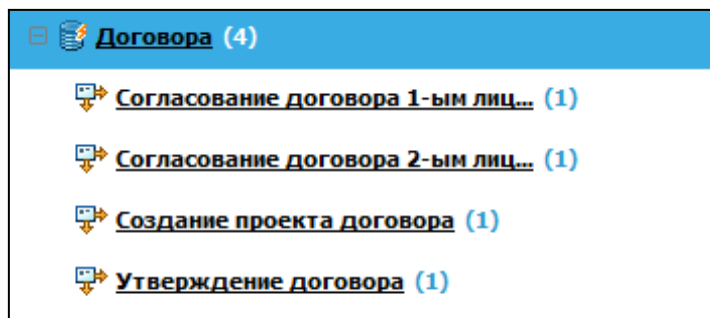 Договора (4)
Согласование договора 1-ым лиц... (1)
Согласование договора 2-ым лиц... (1)
Создание проекта договора (1)
Утверждение договора (1)